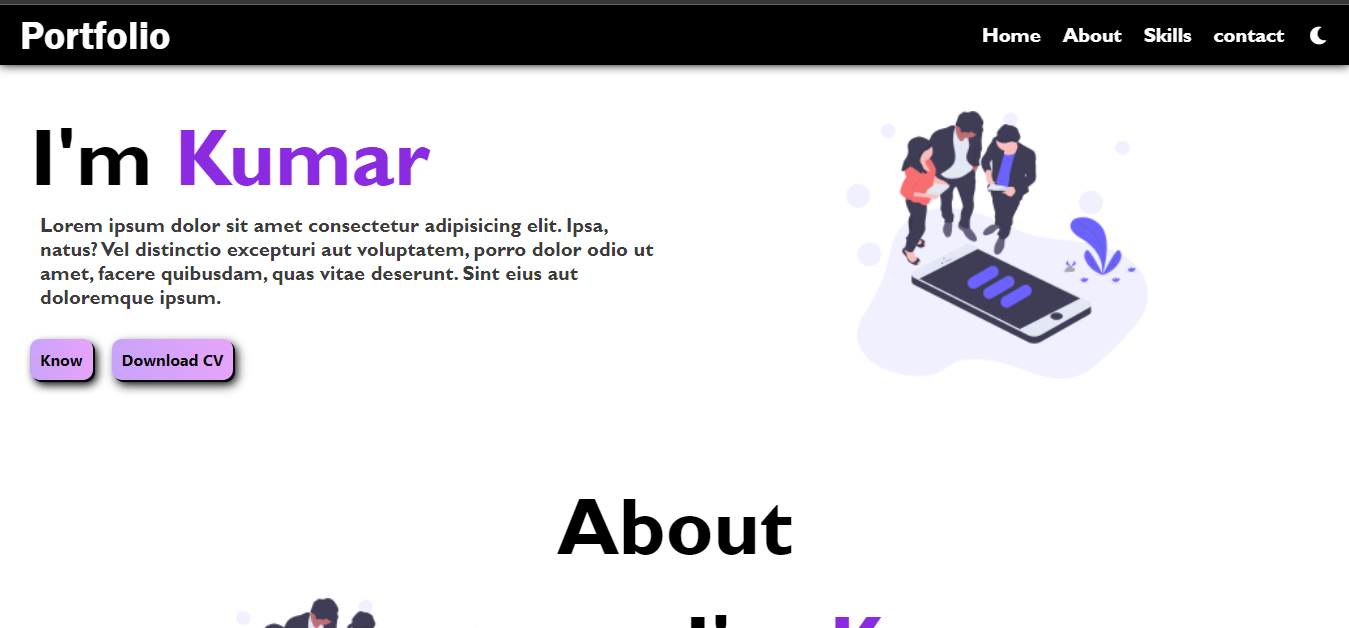 Portfolio
Home About Skills contact
I'm Kumar
Lorem ipsum dolor sit amet consectetur adipisicing elit. Ipsa,
natus? Vel distinctio excepturi aut voluptatem, porro dolor odio ut
amet, facere quibusdam, quas vitae deserunt. Sint eius aut
doloremque ipsum.
Know Download CV
About